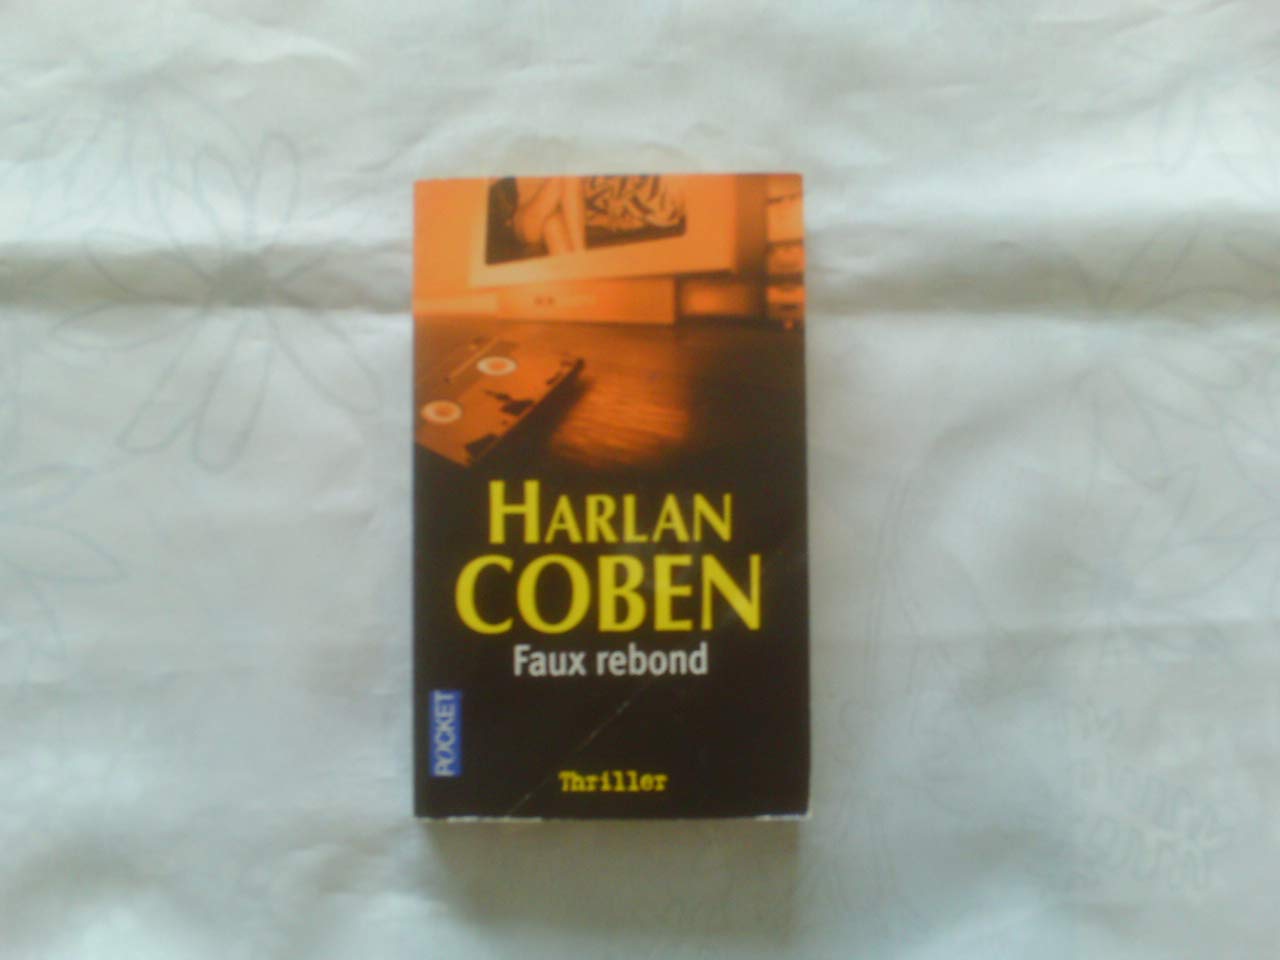 HARLAN
COBEN
Faux rebond
POCKET
Thriller